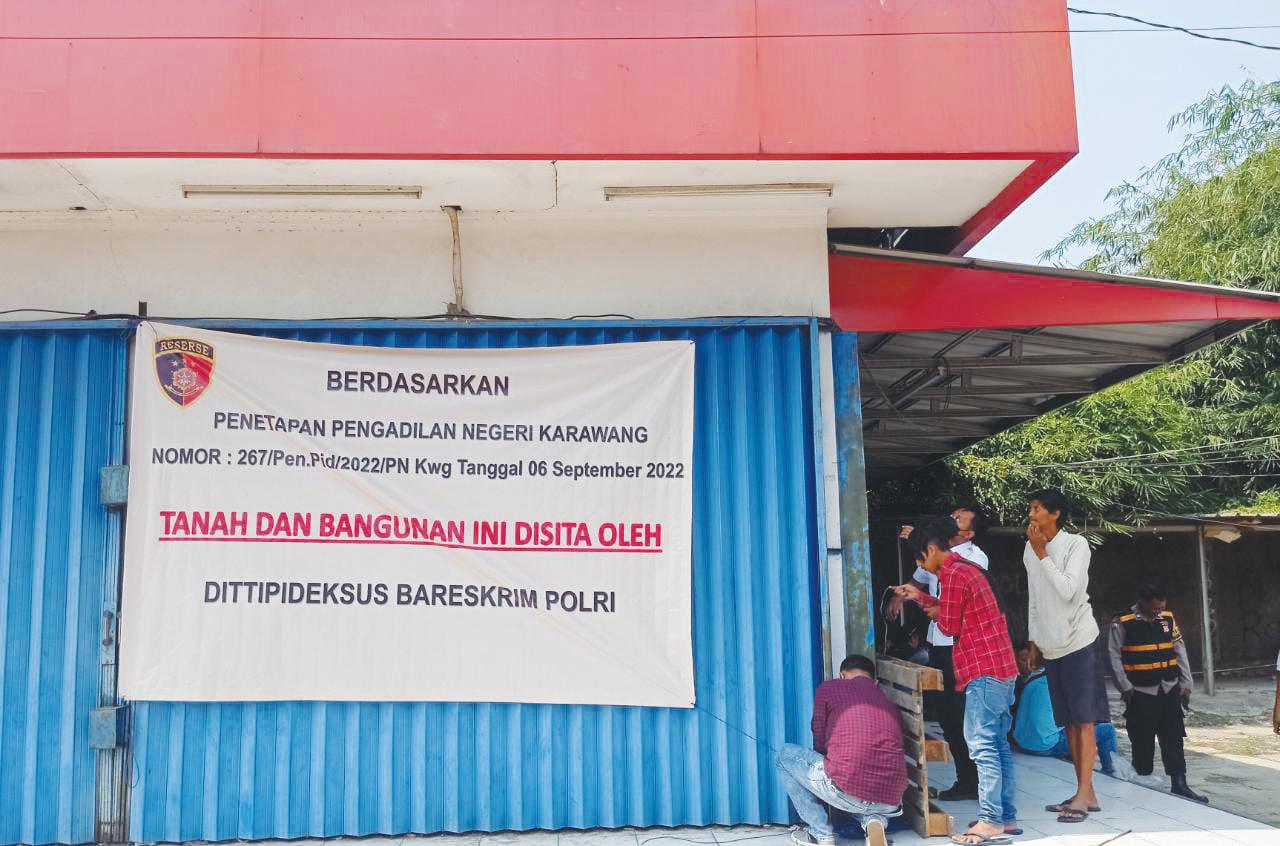 RESERSE
BERDASARKAN
PENETAPAN PENGADILAN NEGERI KARAWANG
NOMOR : 267/Pen.Pid/2022/PN Kwg Tanggal 06 September 2022
TANAH DAN BANGUNAN INI DISITA OLEH
DITTIPIDEKSUS BARESKRIM POLRI